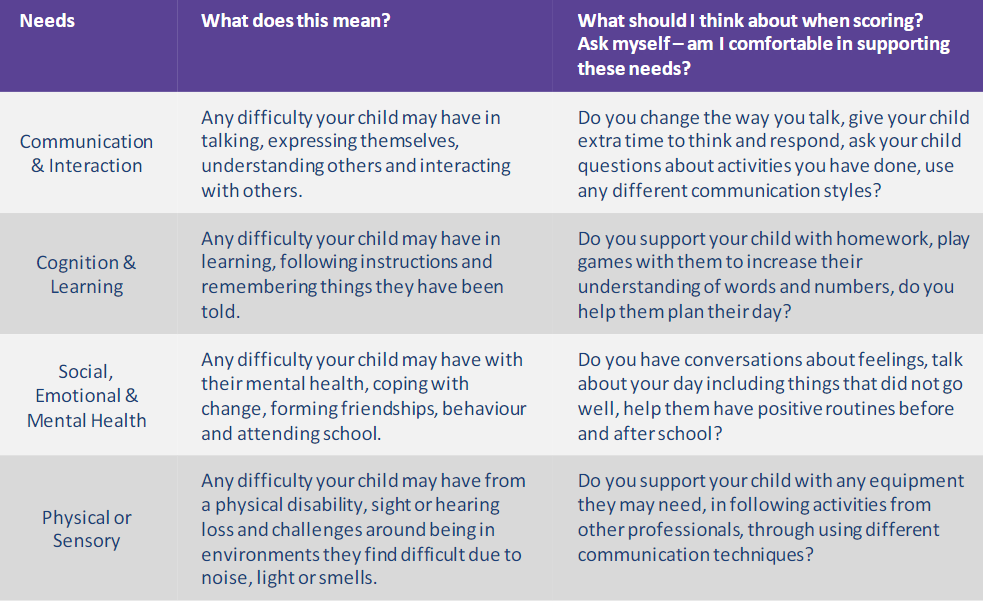 Needs
What does this mean?
What should I think about when scoring?
Ask myself – am I comfortable in supporting
these needs?
Communication
& Interaction
Any difficulty your child may have in
talking, expressing themselves,
understanding others and interacting
with others.
Do you change the way you talk, give your child
extra time to think and respond, ask your child
questions about activities you have done, use
any different communication styles?
Cognition &
Learning
Any difficulty your child may have in
learning, following instructions and
remembering things they have been
told.
Do you support your child with homework, play
games with them to increase their
understanding of words and numbers, do you
help them plan their day?
Social,
Emotional &
Mental Health
Any difficulty your child may have with
their mental health, coping with
change, forming friendships, behaviour
and attending school.
Do you have conversations about feelings, talk
about your day including things that did not go
well, help them have positive routines before
and after school?
Physical or
Sensory
Any difficulty your child may have from
a physical disability, sight or hearing
loss and challenges around being in
environments they find difficult due to
noise, light or smells.
Do you support your child with any equipment
they may need, in following activities from
other professionals, through using different
communication techniques?